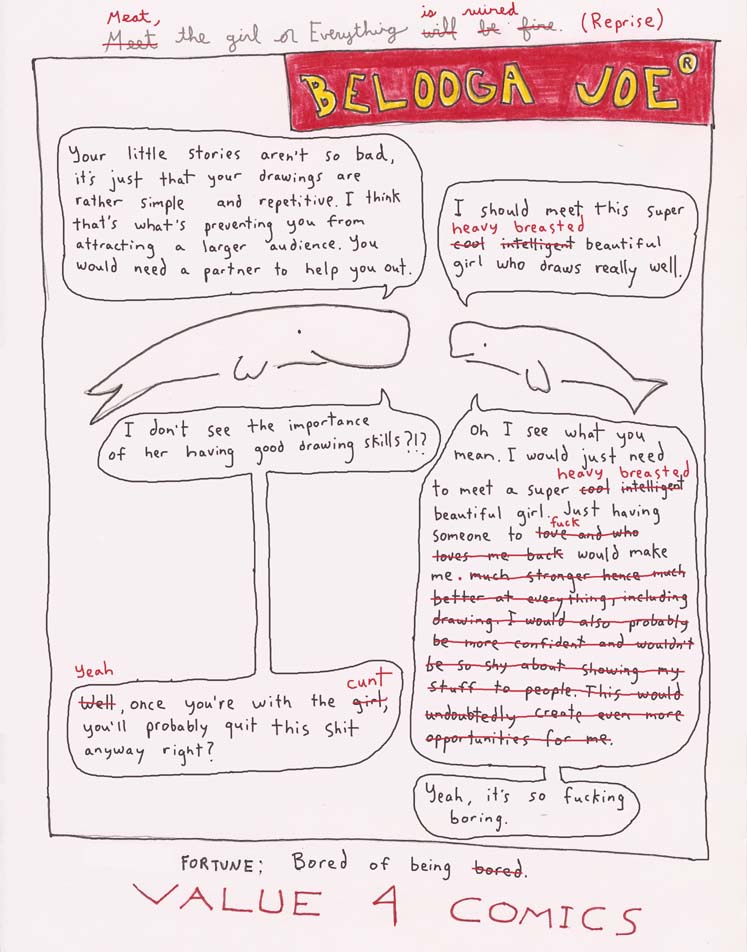 Meat, is ruined
Meet the girl or Everything will be fine. (Reprise)
BELOOGA JOE®
Your little stories aren't so bad,
it's just that your drawings are
rather simple and repetitive. I think
that's what's preventing you from
attracting a larger audience. You
would need a partner to help you out.
I should meet this super
heavy breasted
cool intelligent beautiful
girl who draws really well.
I don't see the importance
of her having good drawing skills?!?
Oh I see what you
mean. I would just need
heavy breasted
to meet a super cool intelligent
beautiful girl. Just having
fuck
someone to love and who
loves me back would make
me. much stronger hence much
better at everything, including
drawing. I would also probably
be more confident and wouldn't
be so shy about showing my
stuff to people. This would
undoubtedly create even more
opportunities for me.
Yeah cunt
Well, once you're with the girl,
you'll probably quit this shit
anyway right?
Yeah, it's so fucking
boring.
FORTUNE: Bored of being bored.
VALUE 4 COMICS